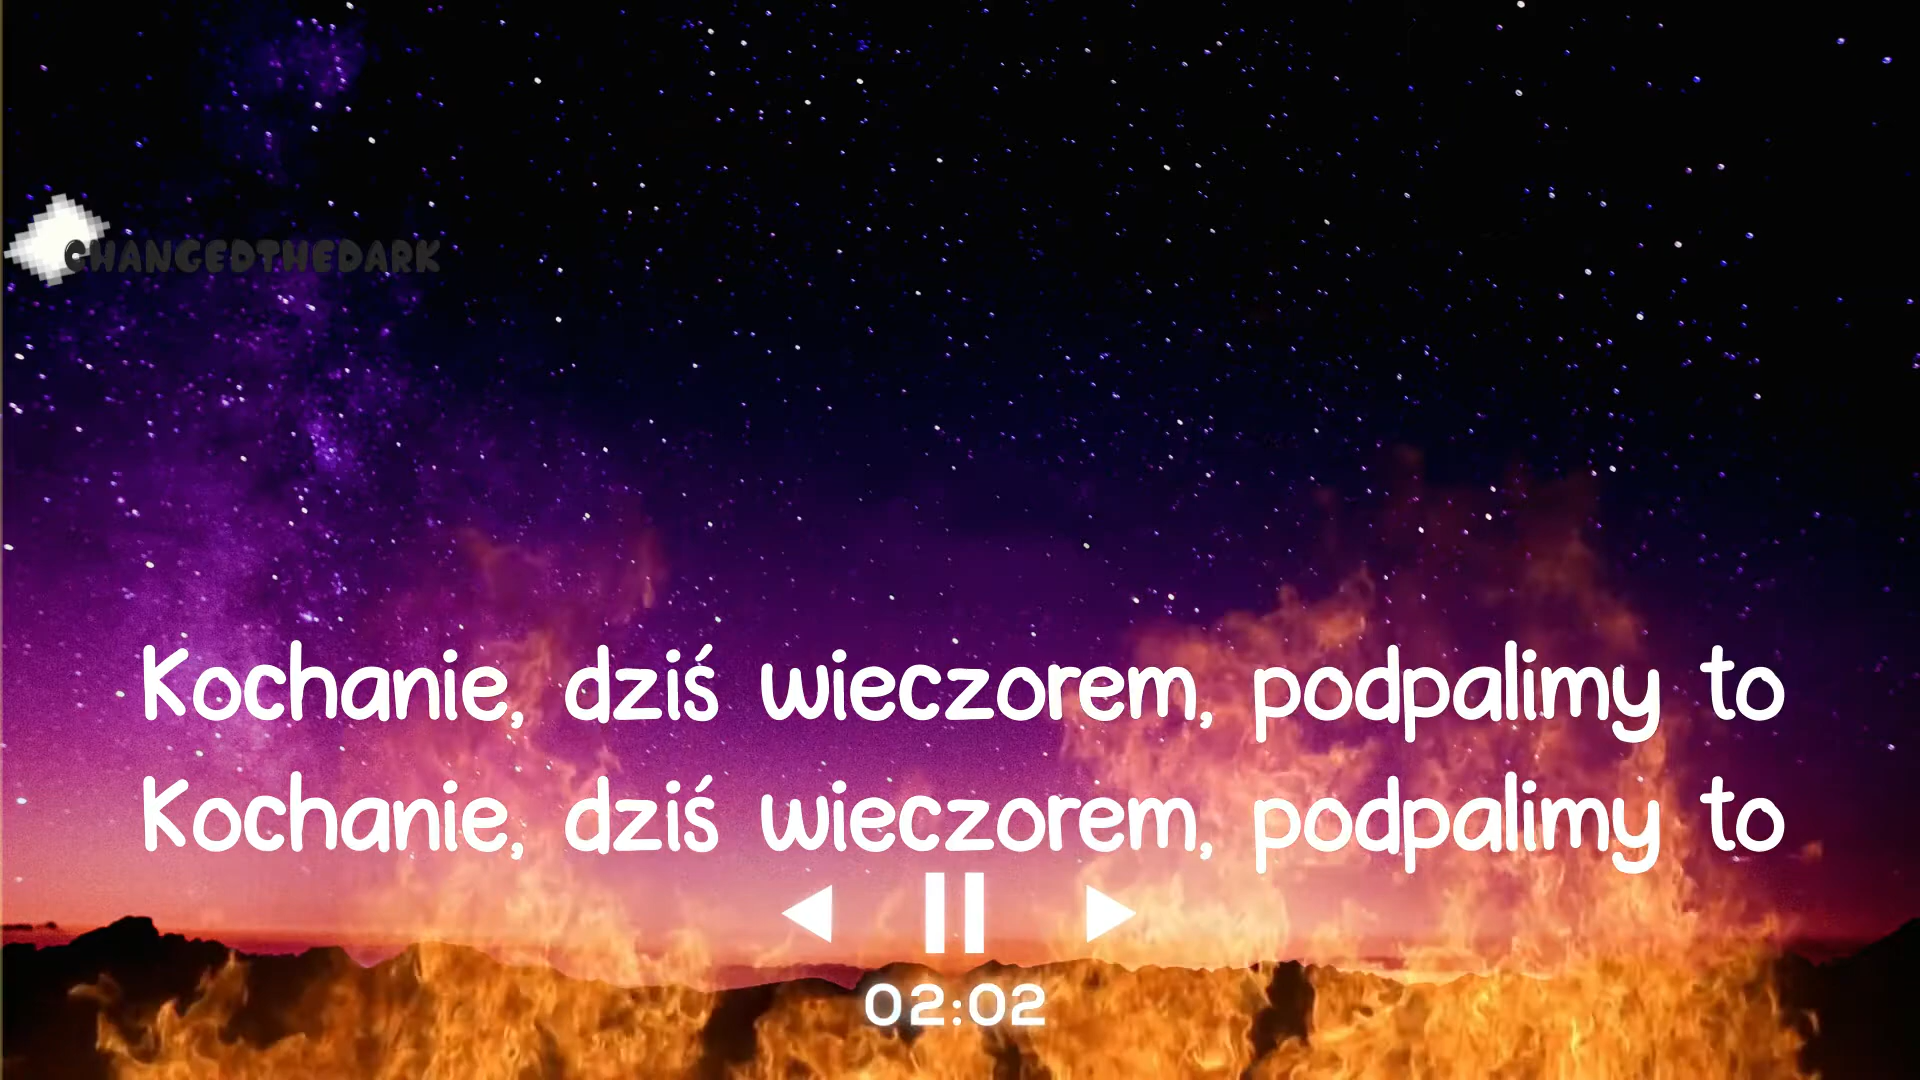 CHANGEDTHEDARK
Kochanie, dziś wieczorem, podpalimy to
Kochanie, dziś wieczorem, podpalimy to
02:02